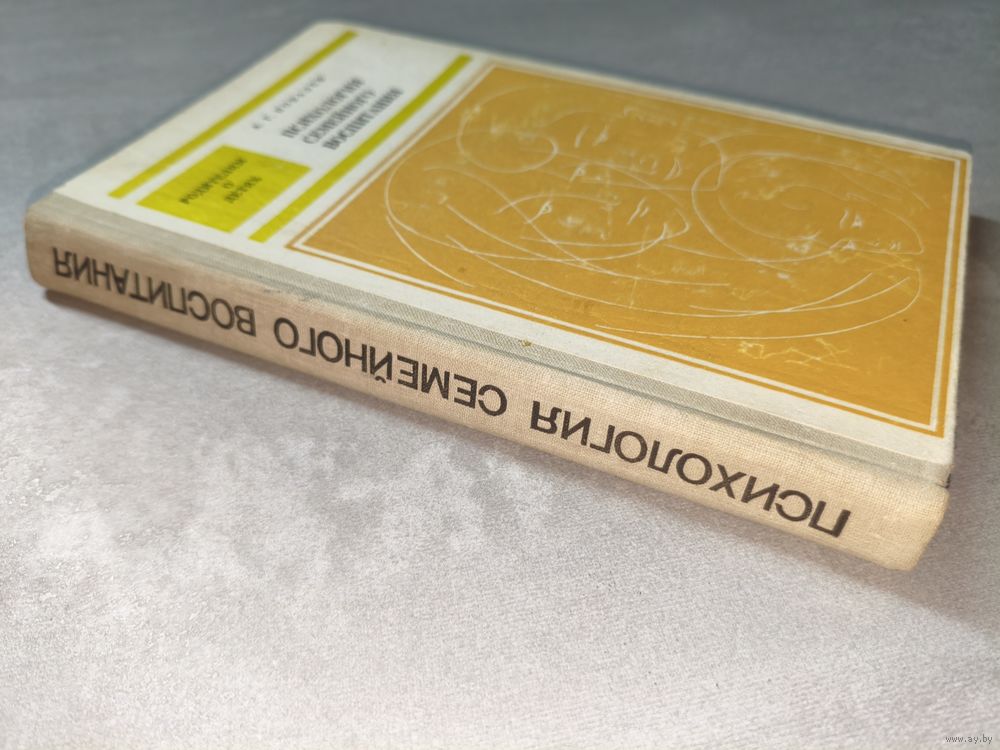 ПСИХОЛОГИЯ
СЕМЕЙНОГО
ВОСПИТАНИЯ
РОДИТЕЛЯМ
О
ДЕТЯХ
ПСИХОЛОГИЯ СЕМЕЙНОГО ВОСПИТАНИЯ
www.ay.by